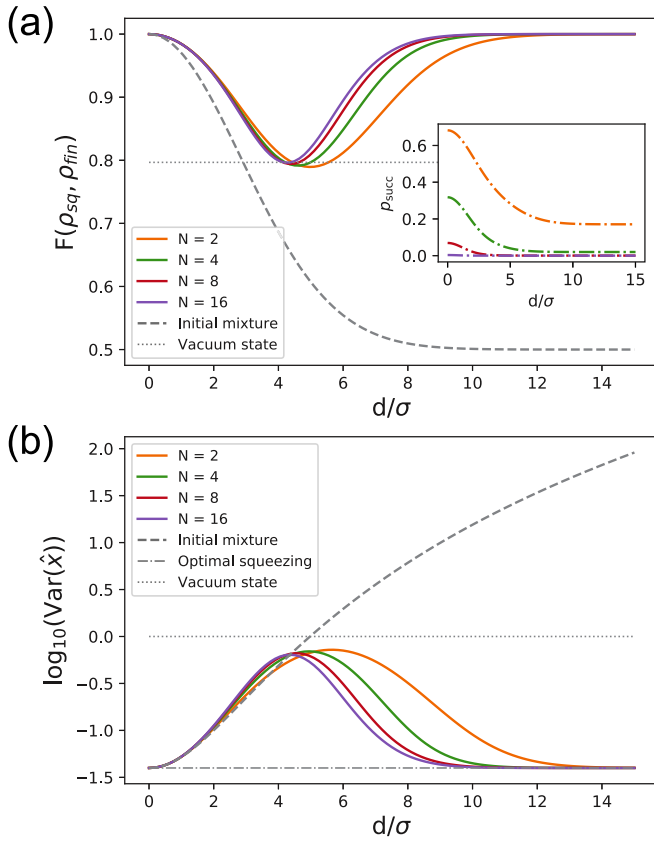 (a)
1.0
0.9
0.8
0.7
0.6
0.5
F(ρsq, ρfin)
N = 2
N = 4
N = 8
N = 16
Initial mixture
Vacuum state
0.6
0.4
0.2
0.0
psucc
0 5 10 15
d/σ
0 2 4 6 8 10 12 14
d/σ
(b)
2.0
1.5
1.0
0.5
0.0
−0.5
−1.0
−1.5
log10(Var(x̂))
N = 2
N = 4
N = 8
N = 16
Initial mixture
Optimal squeezing
Vacuum state
0 2 4 6 8 10 12 14
d/σ